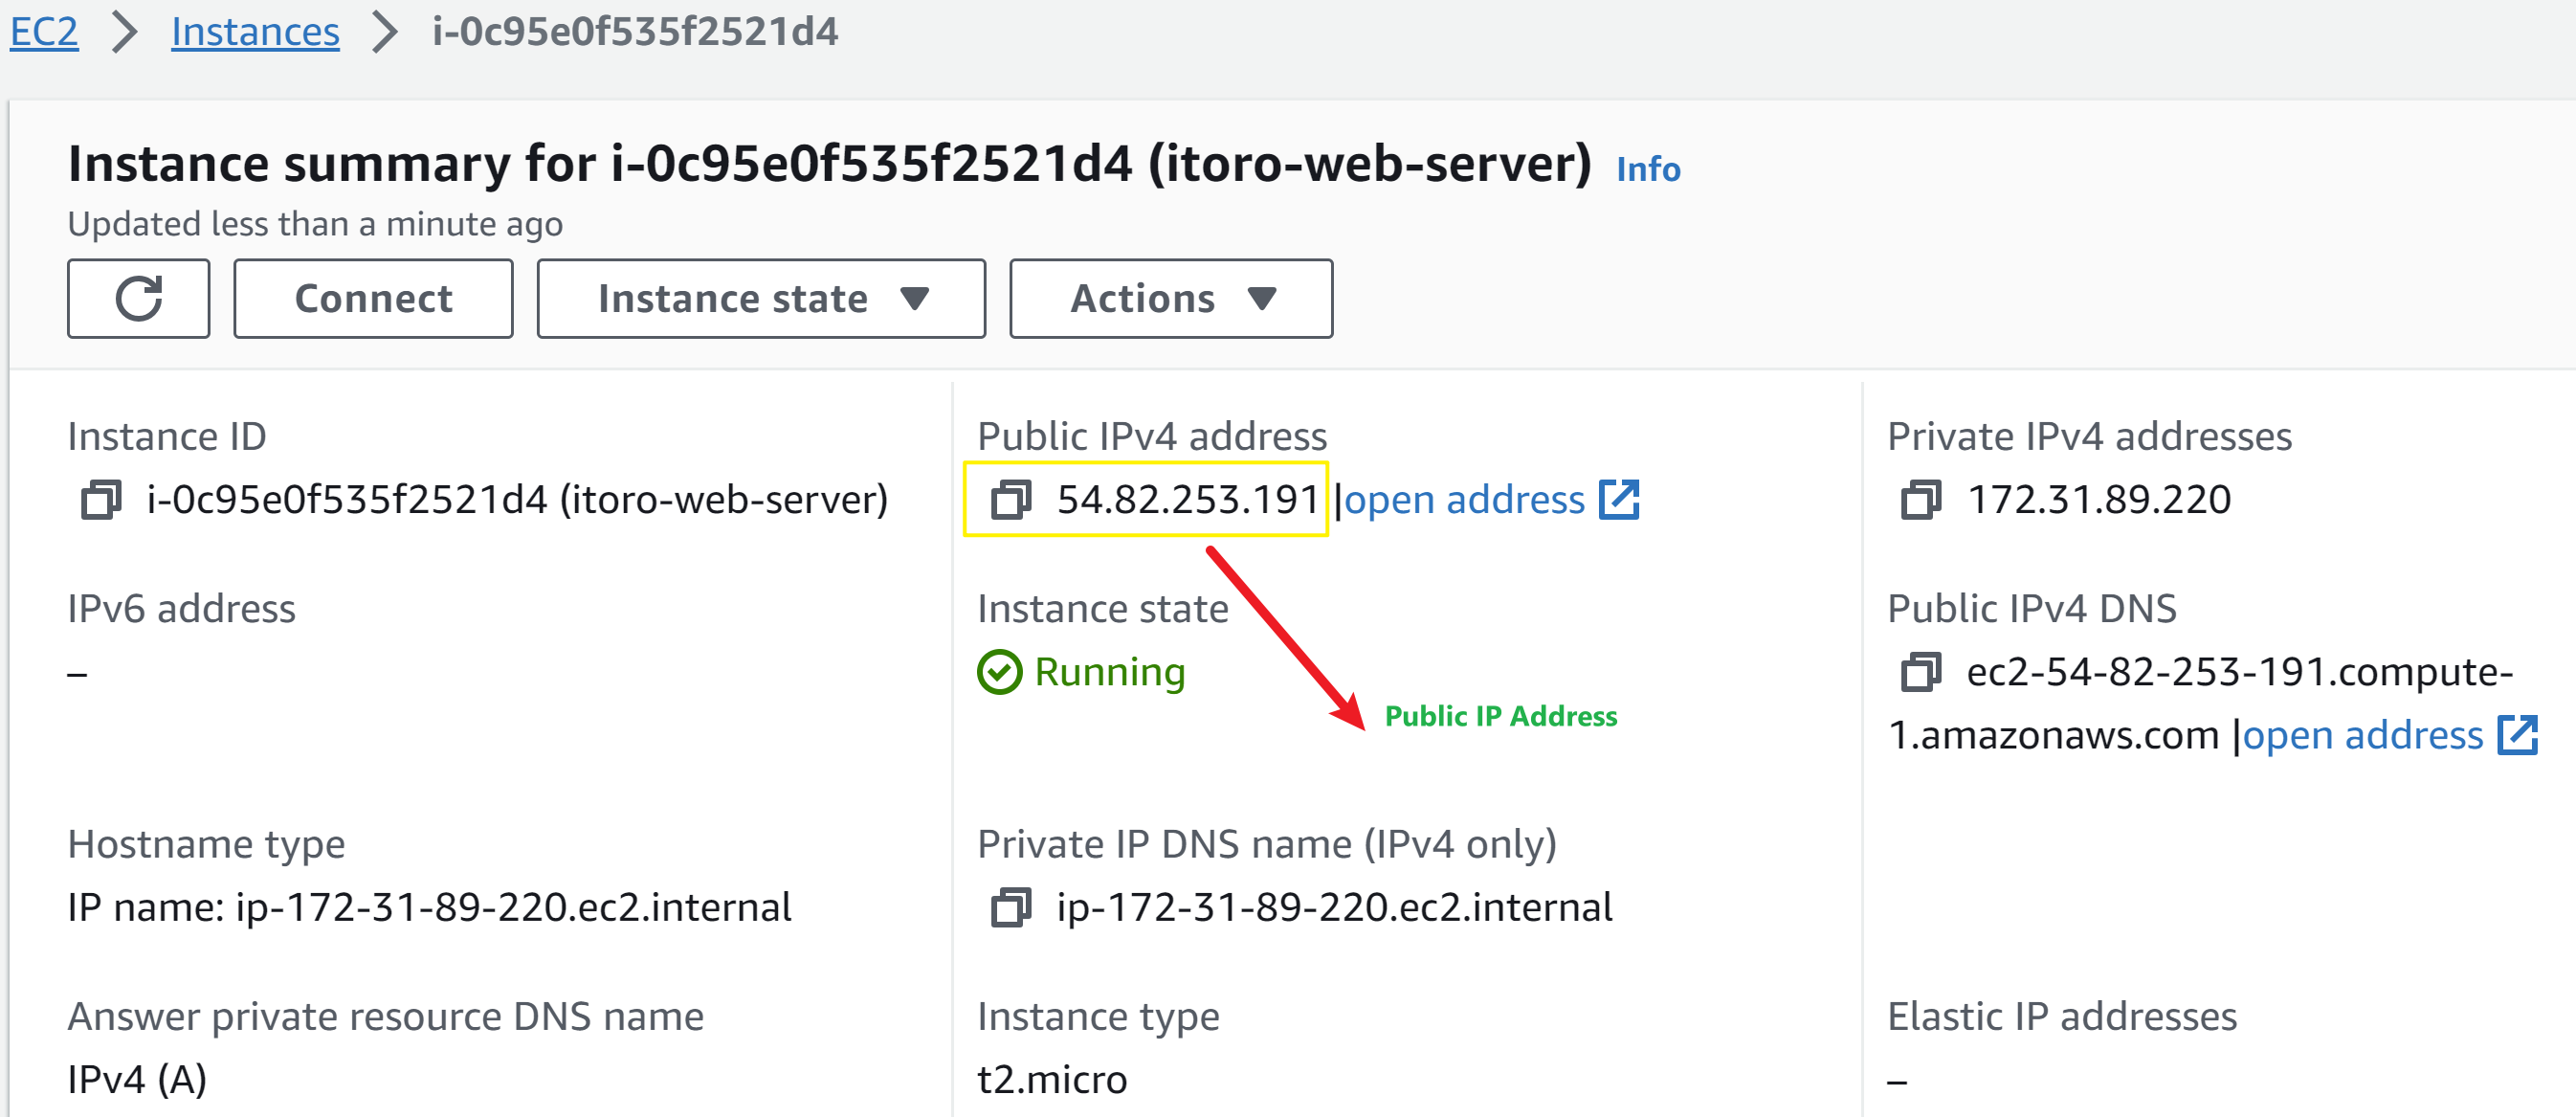 EC2 > Instances > i-0c95e0f535f2521d4
Instance summary for i-0c95e0f535f2521d4 (itoro-web-server) Info
Updated less than a minute ago
Connect
Instance state
Actions
Instance ID
i-0c95e0f535f2521d4 (itoro-web-server)
Public IPv4 address
54.82.253.191 |open address
Private IPv4 addresses
172.31.89.220
IPv6 address
–
Instance state
Running
Public IP Address
Public IPv4 DNS
ec2-54-82-253-191.compute-
1.amazonaws.com |open address
Hostname type
IP name: ip-172-31-89-220.ec2.internal
Private IP DNS name (IPv4 only)
ip-172-31-89-220.ec2.internal
Answer private resource DNS name
IPv4 (A)
Instance type
t2.micro
Elastic IP addresses
–